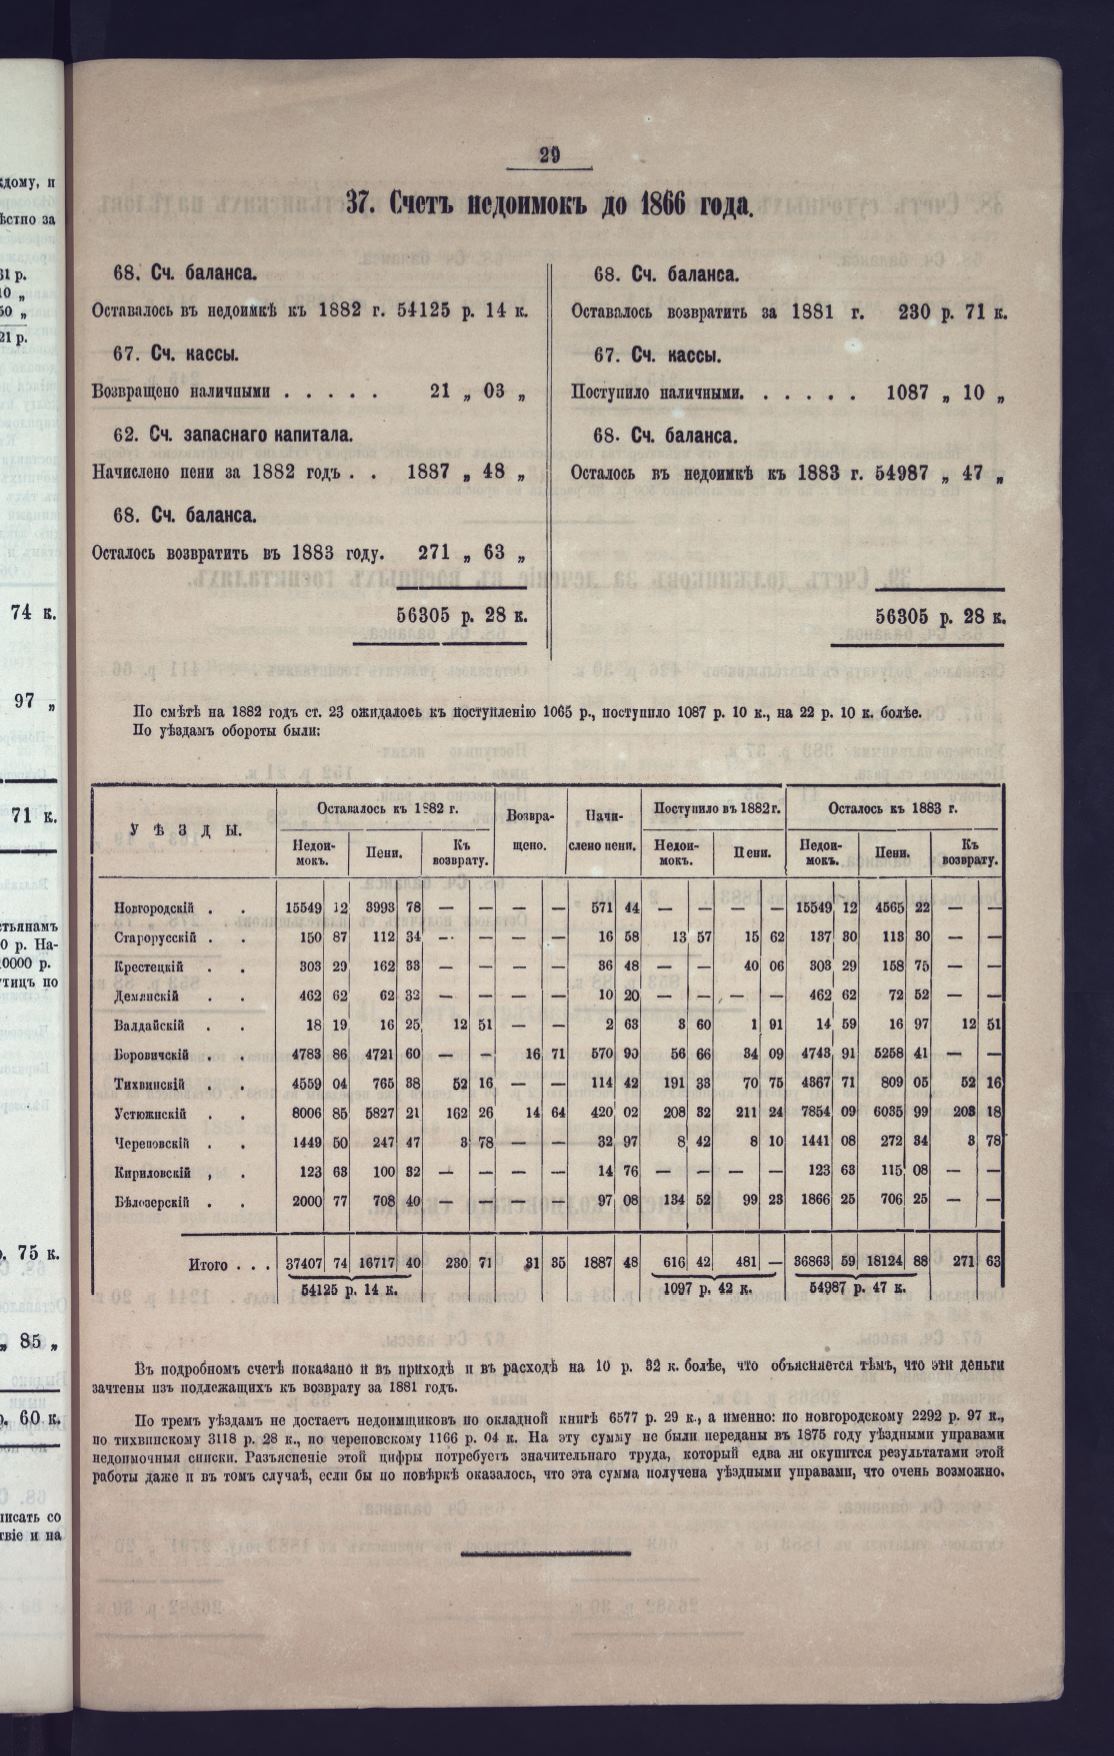 29
37. Счетъ недоимокъ до 1866 года.
68. Сч. баланса.
Оставалось въ недоимкѣ къ 1882 г. 54125 р. 14 к.
67. Сч. кассы.
Возвращено наличными . . . . . 21 „ 03 „
62. Сч. запаснаго капитала.
Начислено пени за 1882 годъ . . 1887 „ 48 „
68. Сч. баланса.
Осталось возвратить въ 1883 году. 271 „ 63 „
56305 р. 28 к.
68. Сч. баланса.
Оставалось возвратить за 1881 г. 230 р. 71 к.
67. Сч. кассы.
Поступило наличными. . . . . . 1087 „ 10 „
68. Сч. баланса.
Осталось въ недоимкѣ къ 1883 г. 54987 „ 47 „
56305 р. 28 к.
По смѣтѣ на 1882 годъ ст. 23 ожидалось къ поступленію 1065 р., поступило 1087 р. 10 к., на 22 р. 10 к. болѣе.
По уѣздамъ обороты были:
УѢЗДЫ. Оставалось къ 1882 г. Возвра- Начи- Поступило въ 1882 г. Осталось къ 1883 г.
щено. слено пени.
Недои- Пени. Къ Недои- Пени. Недои- Пени. Къ
мокъ. возврату. мокъ. мокъ. возврату.
Новгородскій . . 15549 12 3993 78 — — — — 571 44 — — — — 15549 12 4565 22 — —
Старорусскій . . 150 87 112 34 — — — — 16 58 13 57 15 62 137 30 113 30 — —
Крестецкій . . 303 29 162 33 — — — — 36 48 — — 40 06 303 29 158 75 — —
Демянскій . . 462 62 62 32 — — — — 10 20 — — — — 462 62 72 52 — —
Валдайскій . . 18 19 16 25 12 51 — — 2 63 3 60 1 91 14 59 16 97 12 51
Боровичскій . . 4783 86 4721 60 — — 16 71 570 90 56 66 34 09 4743 91 5258 41 — —
Тихвинскій . . 4559 04 765 38 52 16 — — 114 42 191 33 70 75 4367 71 809 05 52 16
Устюжнскій . . 8006 85 5827 21 162 26 14 64 420 02 208 32 211 24 7854 09 6035 99 203 18
Череповскій . . 1449 50 247 47 3 78 — — 32 97 8 42 8 10 1441 08 272 34 3 78
Кириловскій , . 123 63 100 32 — — — — 14 76 — — — — 123 63 115 08 — —
Бѣлозерскій . . 2000 77 708 40 — — — — 97 08 134 52 99 23 1866 25 706 25 — —
Итого . . . 37407 74 16717 40 230 71 31 35 1887 48 616 42 481 — 36863 59 18124 88 271 63
54125 р. 14 к. 1097 р. 42 к. 54987 р. 47 к.
Въ подробномъ счетѣ показано и въ приходѣ и въ расходѣ на 10 р. 32 к. болѣе, что объясняется тѣмъ, что эти деньги
зачтены изъ подлежащихъ къ возврату за 1881 годъ.
По тремъ уѣздамъ не достаетъ недоимщиковъ по окладной книгѣ 6577 р. 29 к., а именно: по новгородскому 2292 р. 97 к.,
по тихвинскому 3118 р. 28 к., по череповскому 1166 р. 04 к. На эту сумму не были переданы въ 1875 году уѣздными управами
недоимочныя списки. Разъясненіе этой цифры потребуетъ значительнаго труда, который едва ли окупится результатами этой
работы даже и въ томъ случаѣ, если бы по повѣркѣ оказалось, что эта сумма получена уѣздными управами, что очень возможно.